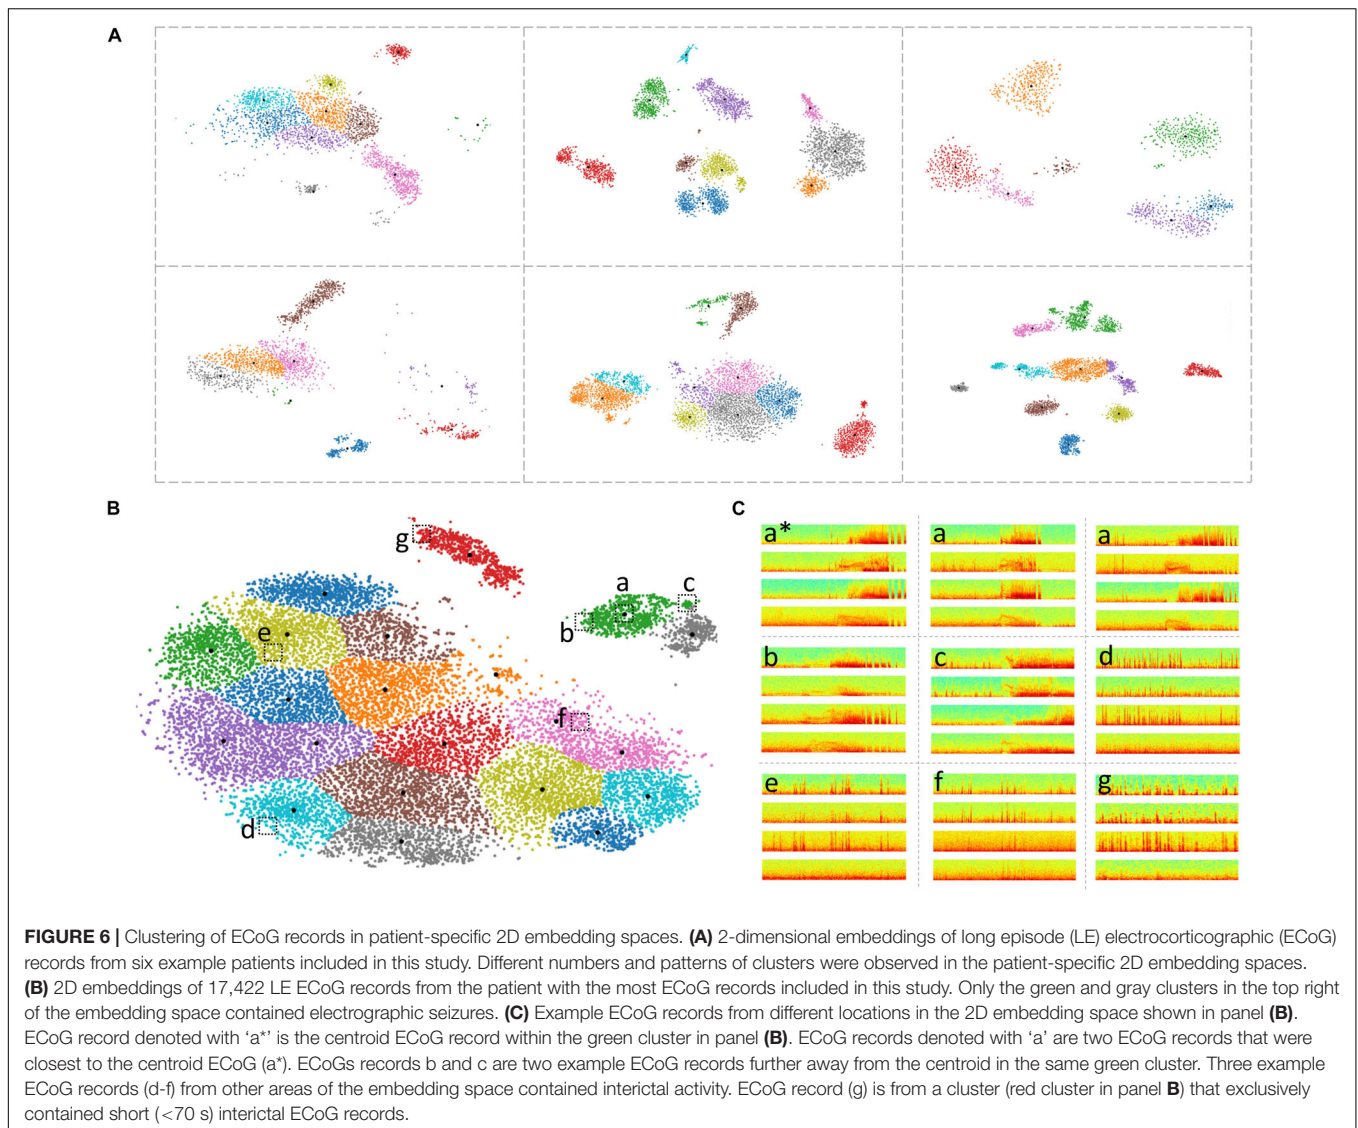 A
B
C
g
a
c
b
e
f
d
a*
a
a
b
c
d
e
f
g
FIGURE 6 | Clustering of ECoG records in patient-specific 2D embedding spaces. (A) 2-dimensional embeddings of long episode (LE) electrocorticographic (ECoG)
records from six example patients included in this study. Different numbers and patterns of clusters were observed in the patient-specific 2D embedding spaces.
(B) 2D embeddings of 17,422 LE ECoG records from the patient with the most ECoG records included in this study. Only the green and gray clusters in the top right
of the embedding space contained electrographic seizures. (C) Example ECoG records from different locations in the 2D embedding space shown in panel (B).
ECoG record denoted with ‘a*’ is the centroid ECoG record within the green cluster in panel (B). ECoG records denoted with ‘a’ are two ECoG records that were
closest to the centroid ECoG (a*). ECoGs records b and c are two example ECoG records further away from the centroid in the same green cluster. Three example
ECoG records (d-f) from other areas of the embedding space contained interictal activity. ECoG record (g) is from a cluster (red cluster in panel B) that exclusively
contained short (<70 s) interictal ECoG records.